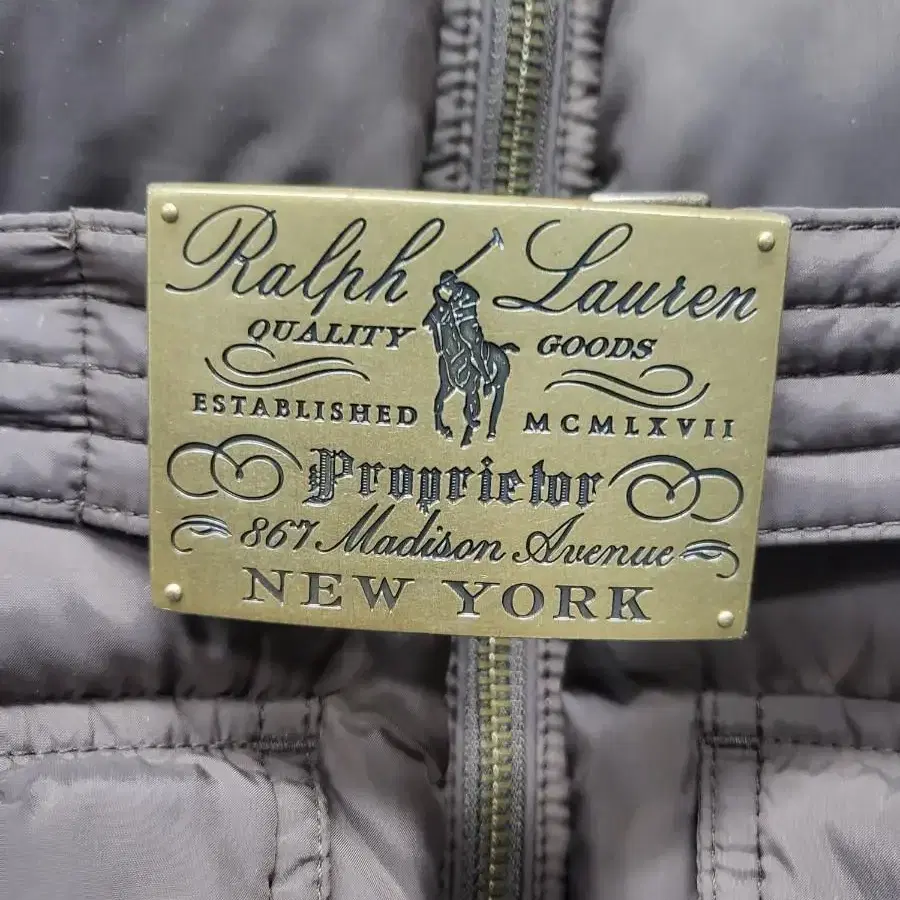 Ralph Lauren
QUALITY GOODS
ESTABLISHED MCMLXVII
Proprietor
867 Madison Avenue
NEW YORK